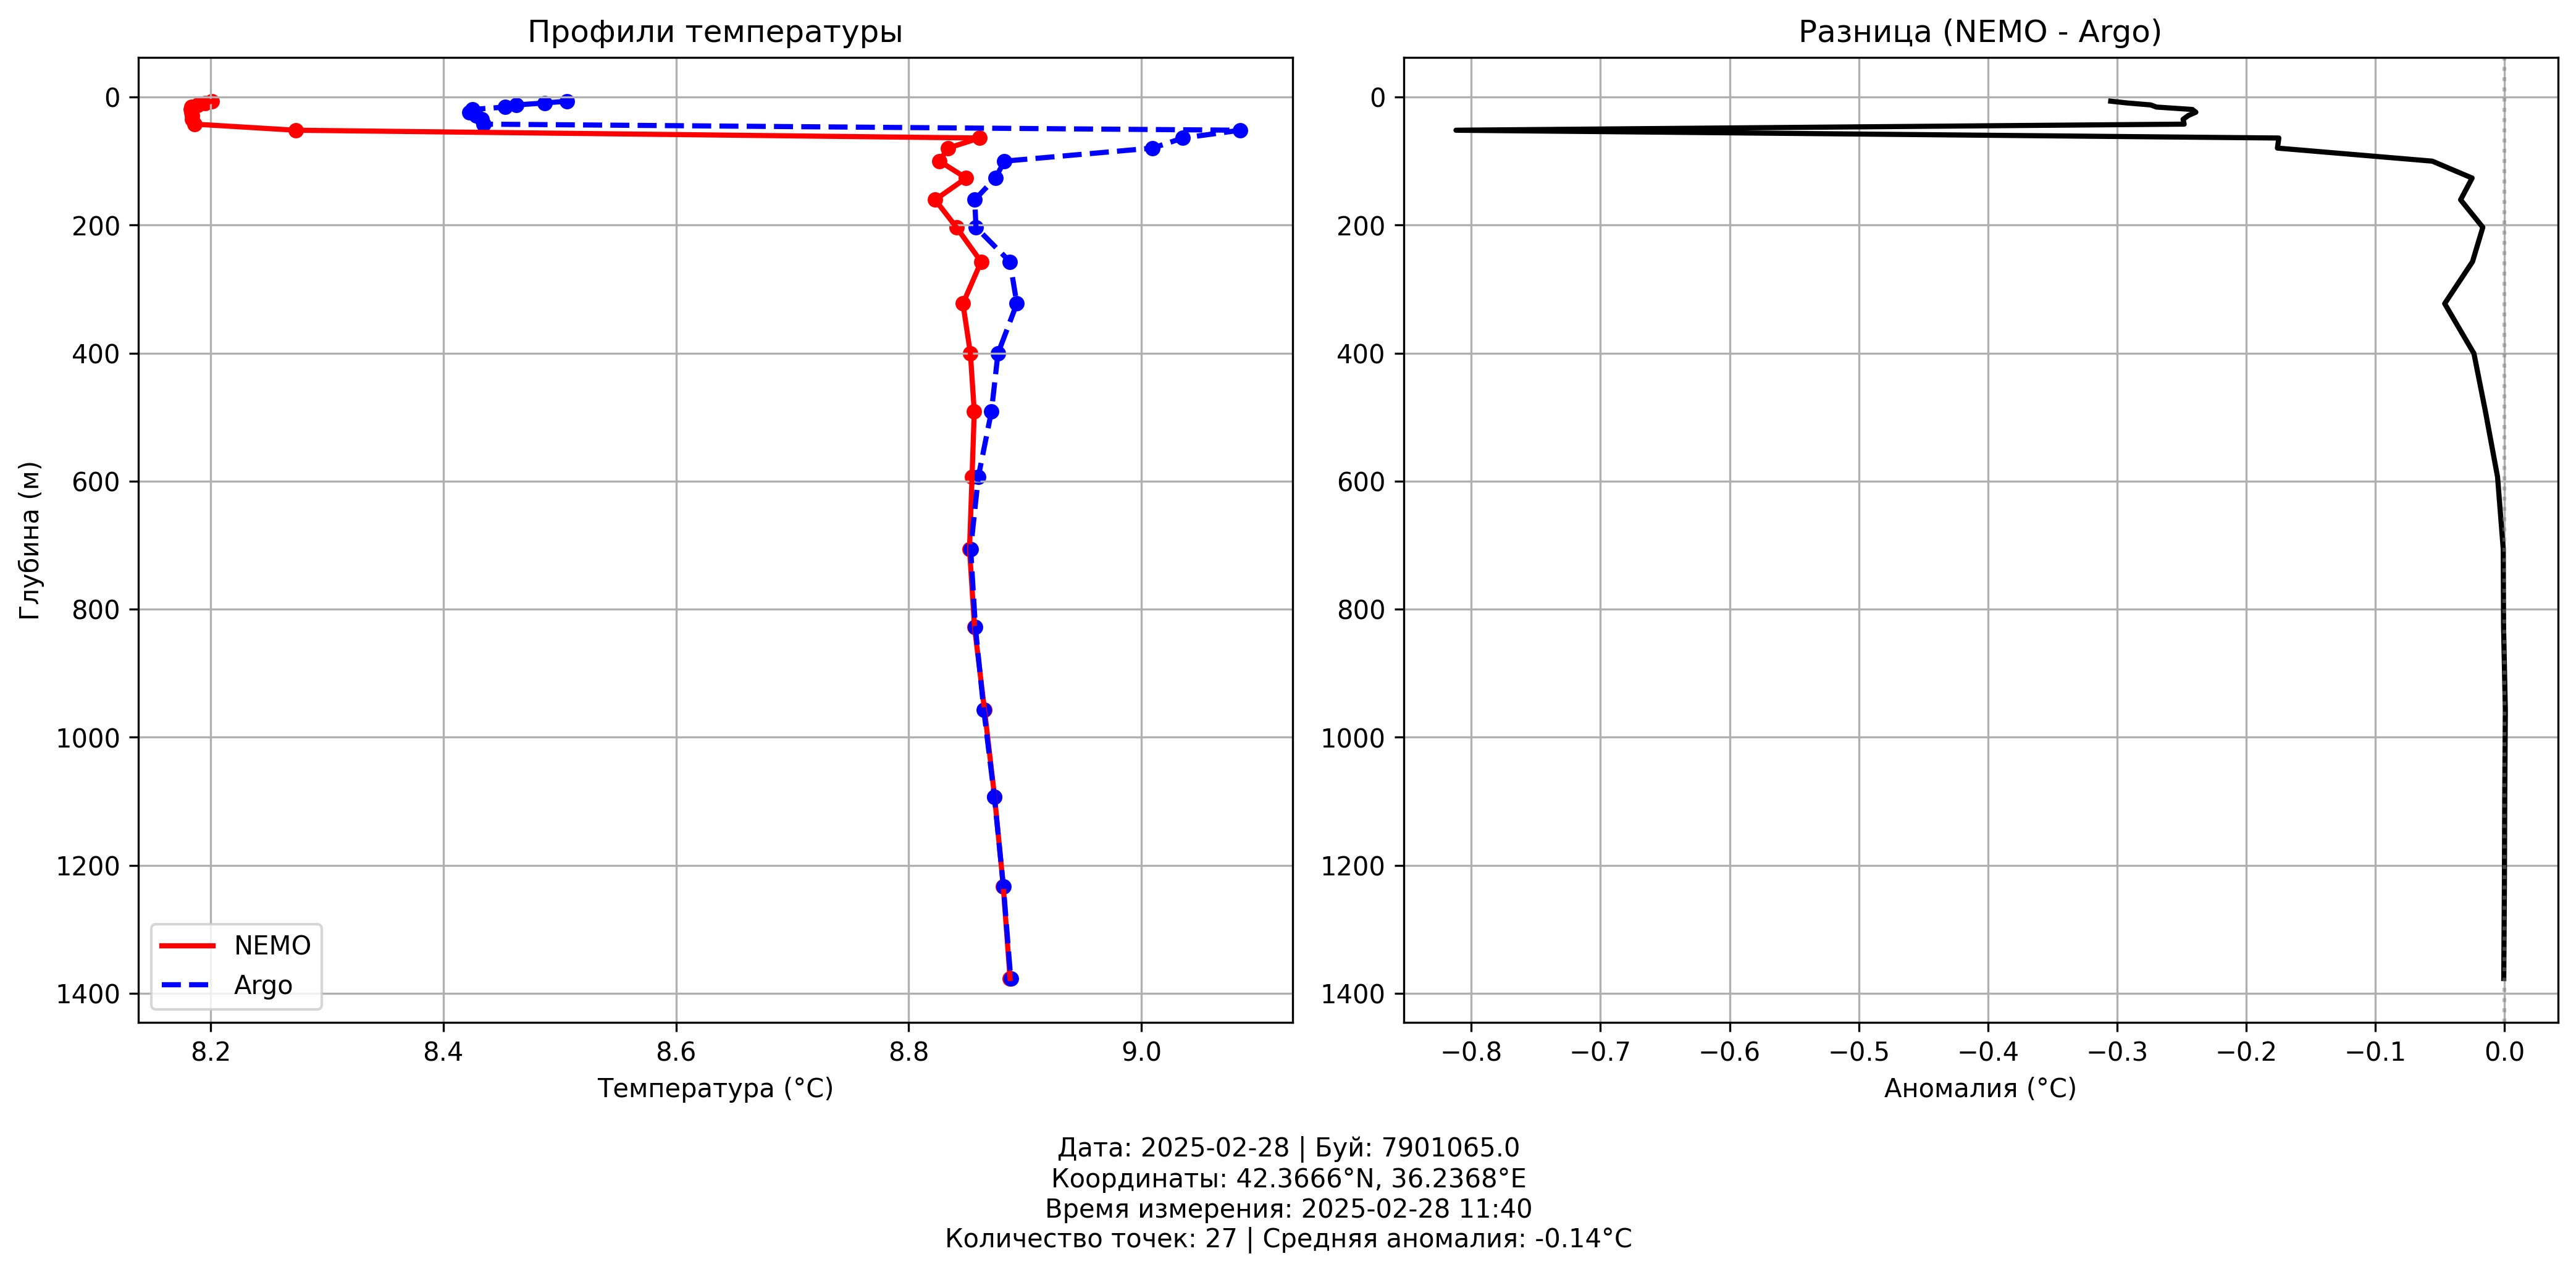 Профили температуры
Глубина (м)
0
200
400
600
800
1000
1200
1400
NEMO
Argo
8.2 8.4 8.6 8.8 9.0
Температура (°C)
Разница (NEMO - Argo)
0
200
400
600
800
1000
1200
1400
−0.8 −0.7 −0.6 −0.5 −0.4 −0.3 −0.2 −0.1 0.0
Аномалия (°C)
Дата: 2025-02-28 | Буй: 7901065.0
Координаты: 42.3666°N, 36.2368°E
Время измерения: 2025-02-28 11:40
Количество точек: 27 | Средняя аномалия: -0.14°C